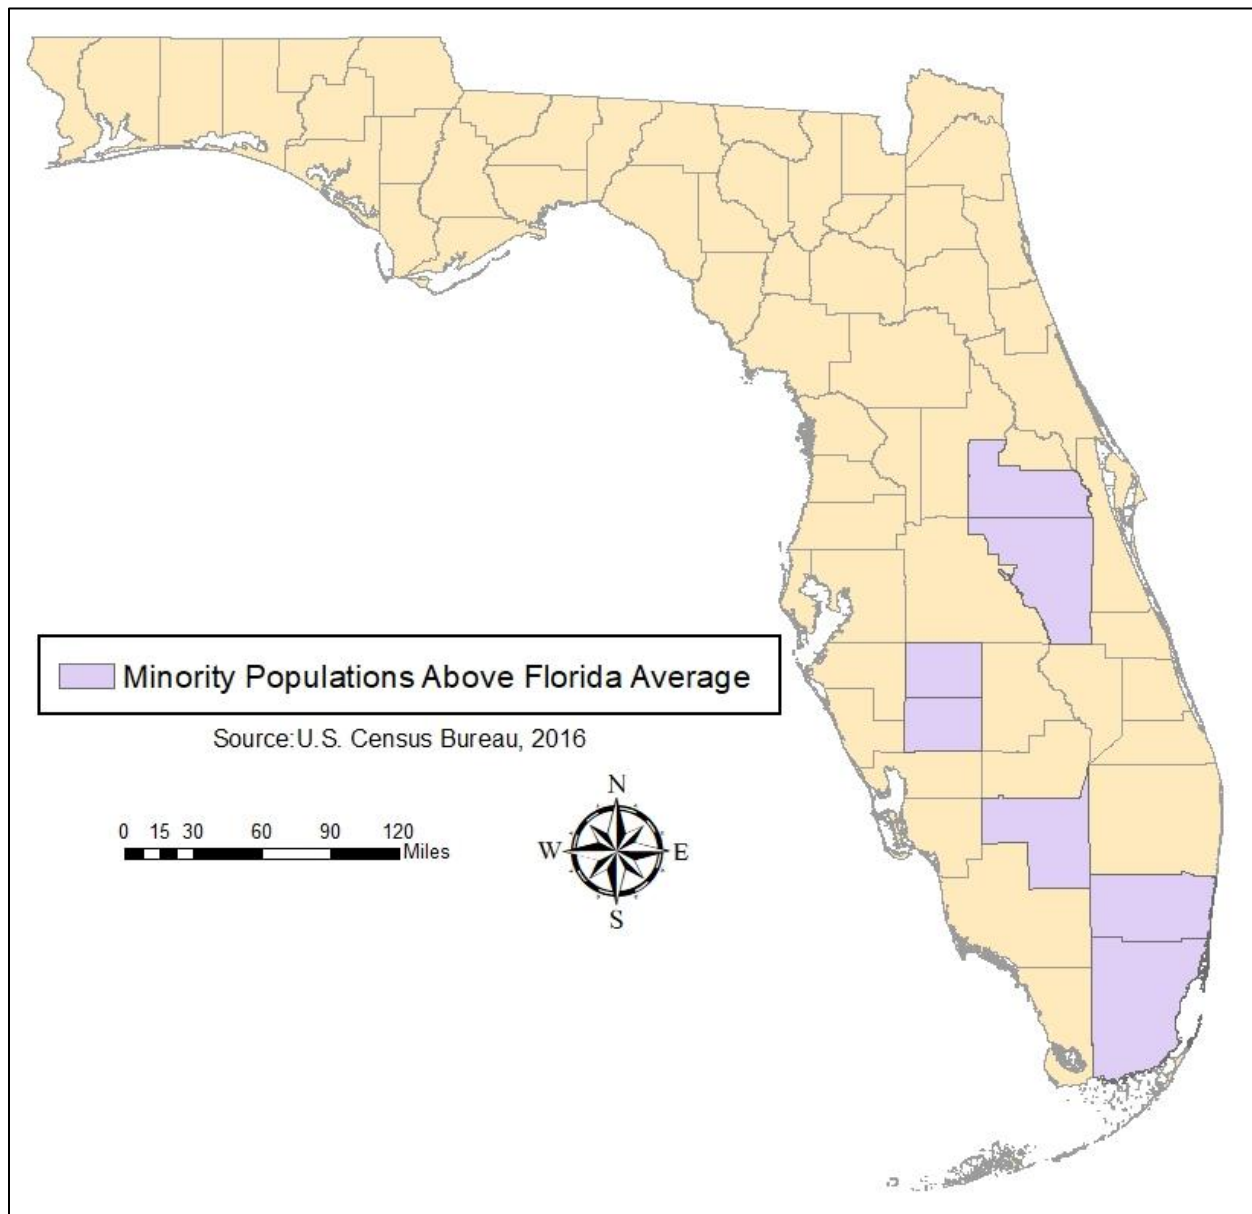 Minority Populations Above Florida Average
Source:U.S. Census Bureau, 2016
0 15 30 60 90 120
Miles
N
W E
S